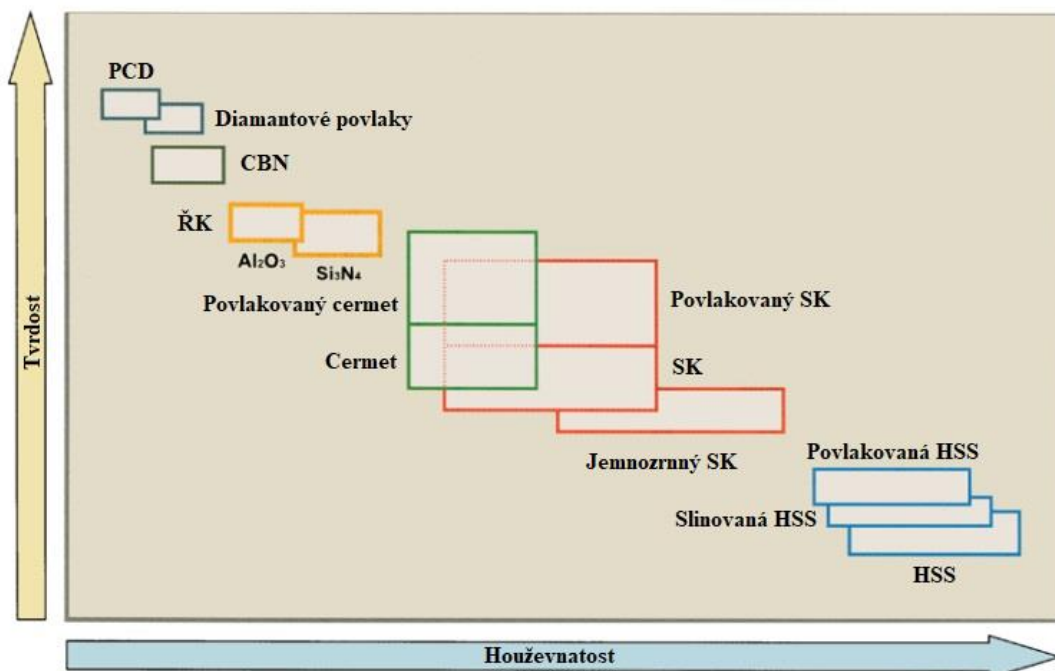 PCD
Diamantové povlaky
CBN
ŘK
Al₂O₃
Si₃N₄
Povlakovaný cermet
Povlakovaný SK
Cermet
SK
Jemnozrnný SK
Povlakovaná HSS
Slinovaná HSS
HSS
Tvrdost
Houževnatost